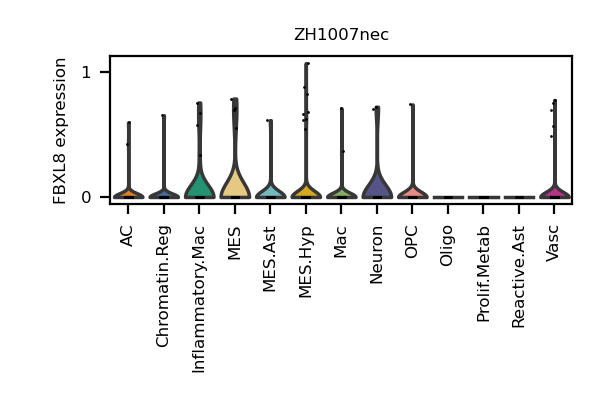 ZH1007nec
FBXL8 expression
1
0
AC
Chromatin.Reg
Inflammatory.Mac
MES
MES.Ast
MES.Hyp
Mac
Neuron
OPC
Oligo
Prolif.Metab
Reactive.Ast
Vasc